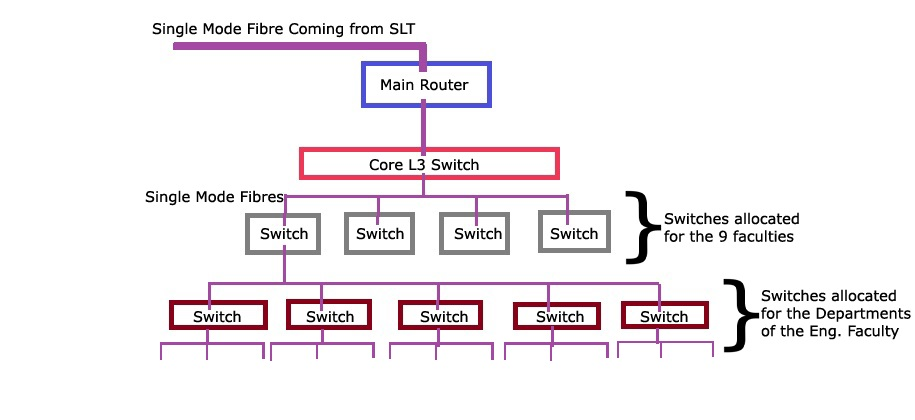 Single Mode Fibre Coming from SLT
Main Router
Core L3 Switch
Single Mode Fibres
Switch
Switch
Switch
Switch
Switches allocated
for the 9 faculties
Switch
Switch
Switch
Switch
Switch
Switches allocated
for the Departments
of the Eng. Faculty